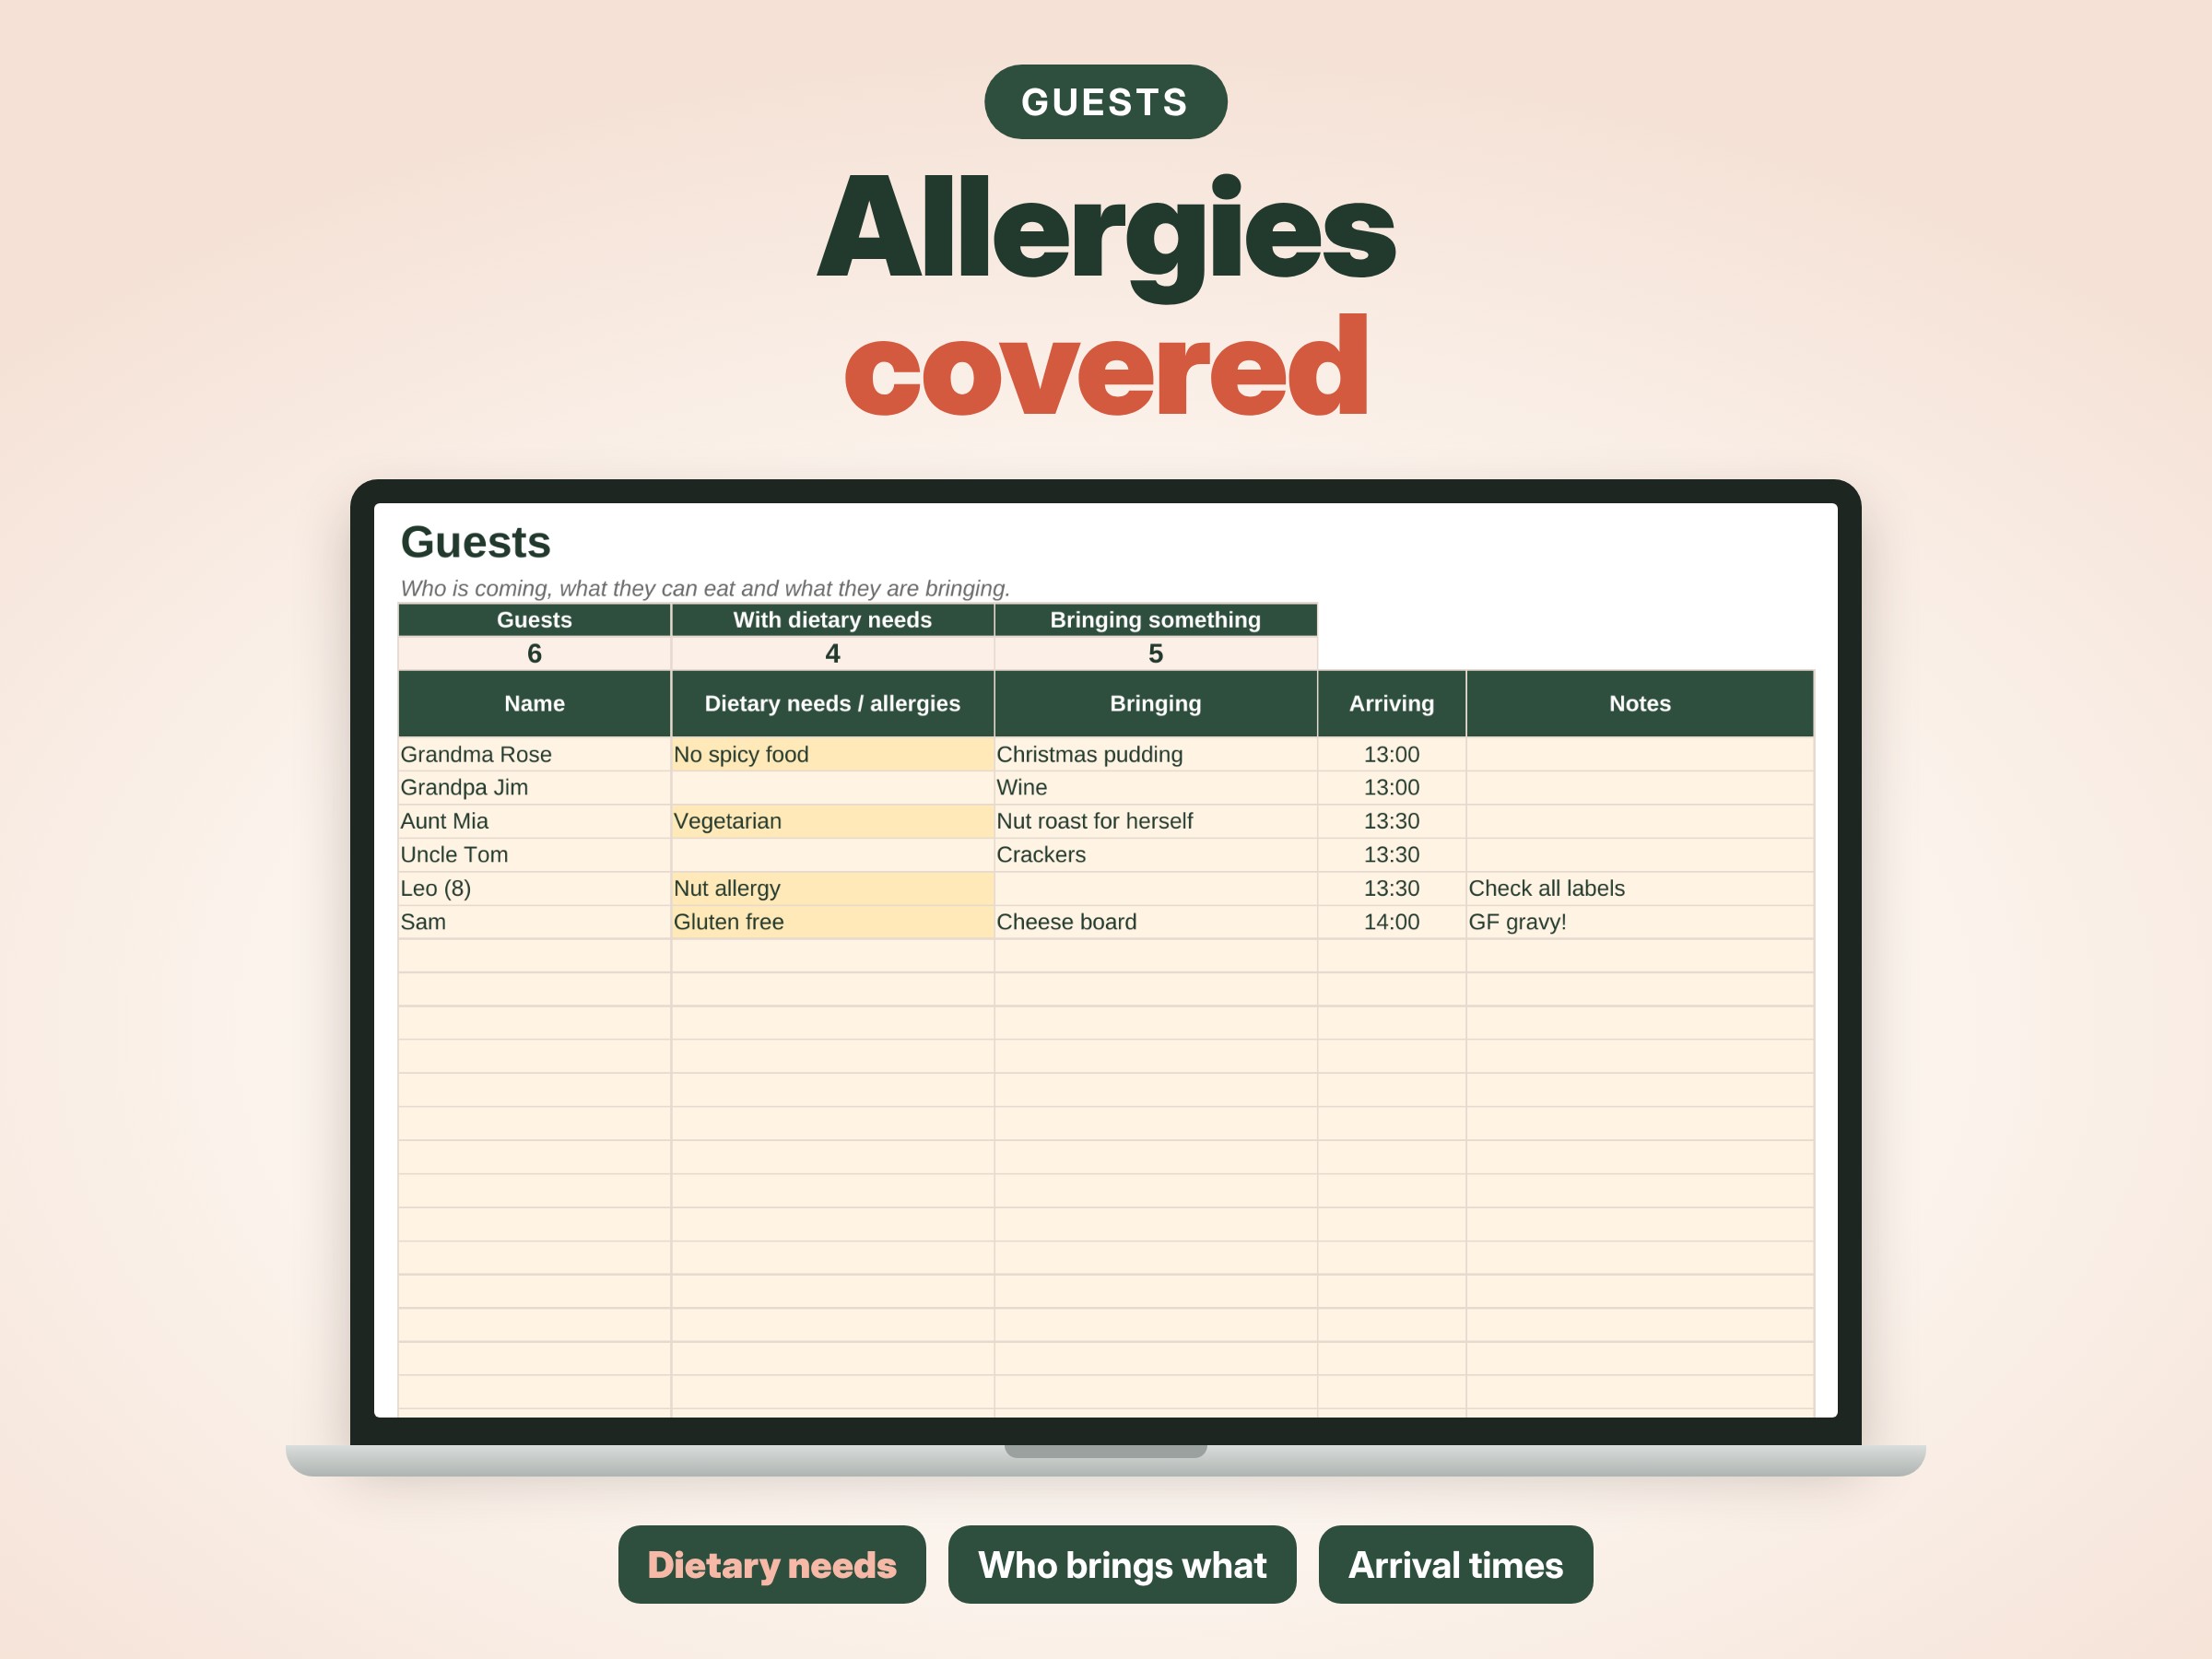 GUESTS
Allergies
covered
Guests
Who is coming, what they can eat and what they are bringing.
Guests With dietary needs Bringing something
6 4 5
Name Dietary needs / allergies Bringing Arriving Notes
Grandma Rose No spicy food Christmas pudding 13:00
Grandpa Jim Wine 13:00
Aunt Mia Vegetarian Nut roast for herself 13:30
Uncle Tom Crackers 13:30
Leo (8) Nut allergy 13:30 Check all labels
Sam Gluten free Cheese board 14:00 GF gravy!
Dietary needs Who brings what Arrival times